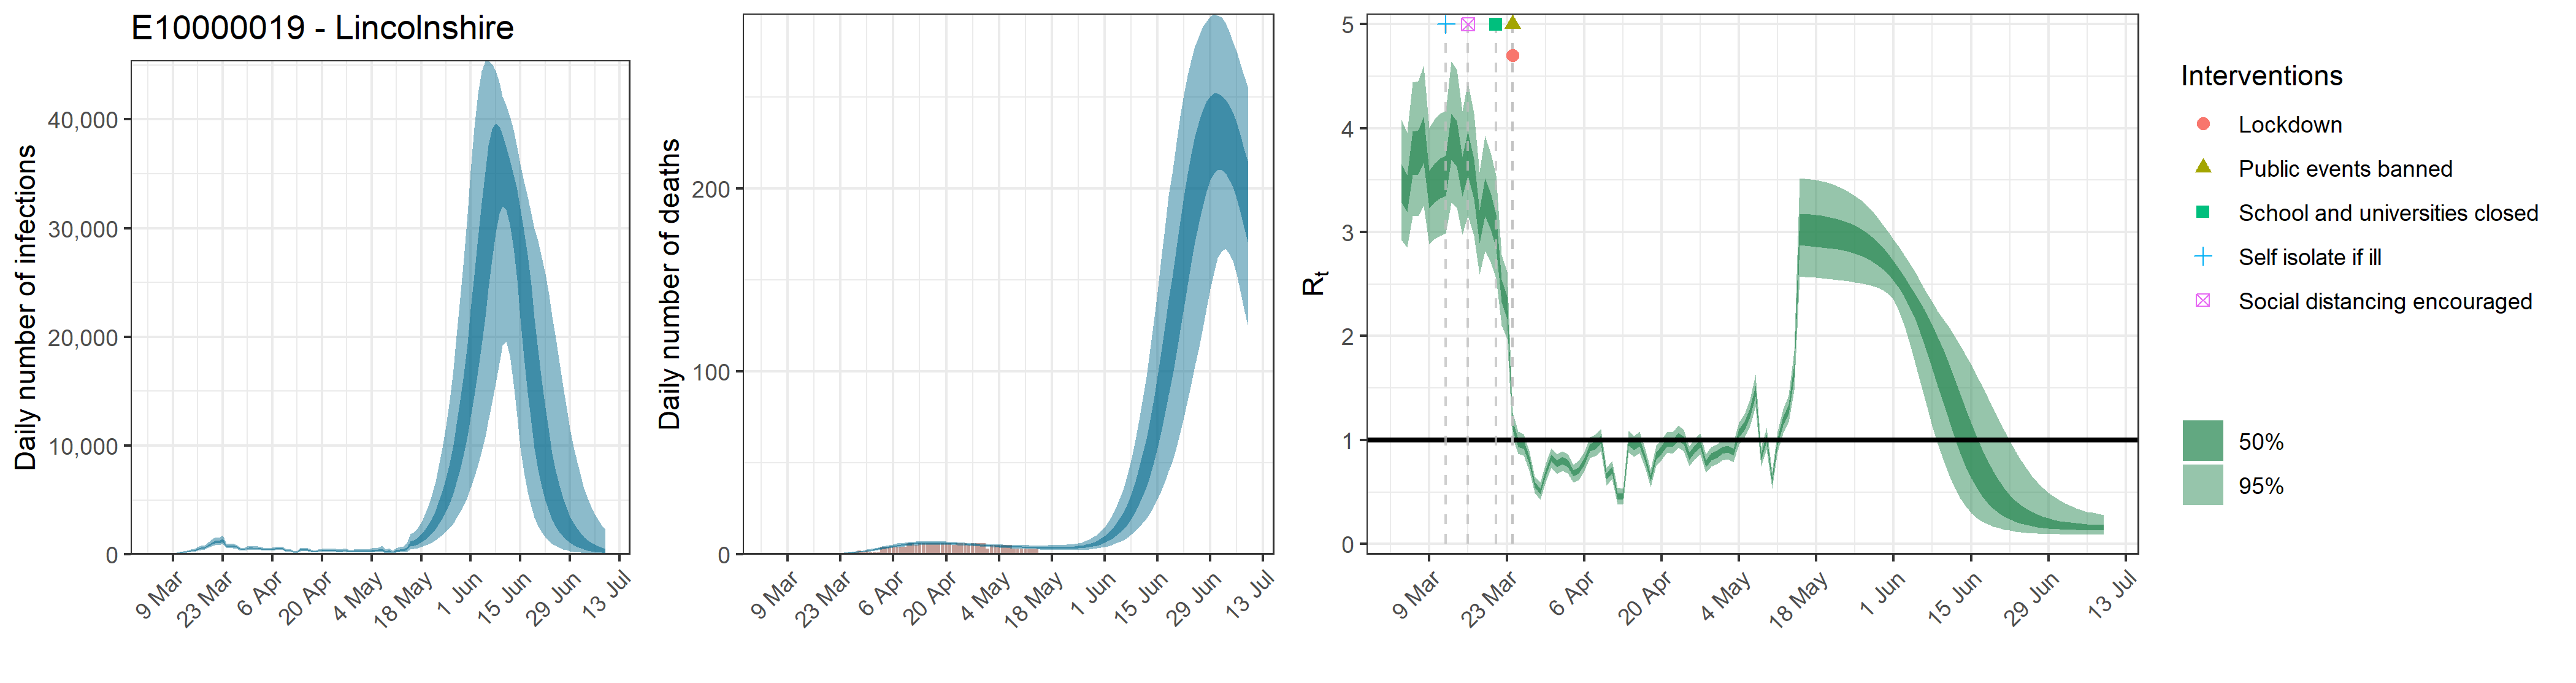 E10000019 - Lincolnshire
Daily number of infections
40,000
30,000
20,000
10,000
0
9 Mar
23 Mar
6 Apr
20 Apr
4 May
18 May
1 Jun
15 Jun
29 Jun
13 Jul
Daily number of deaths
200
100
0
9 Mar
23 Mar
6 Apr
20 Apr
4 May
18 May
1 Jun
15 Jun
29 Jun
13 Jul
Rt
5
4
3
2
1
0
9 Mar
23 Mar
6 Apr
20 Apr
4 May
18 May
1 Jun
15 Jun
29 Jun
13 Jul
Interventions
Lockdown
Public events banned
School and universities closed
Self isolate if ill
Social distancing encouraged
50%
95%